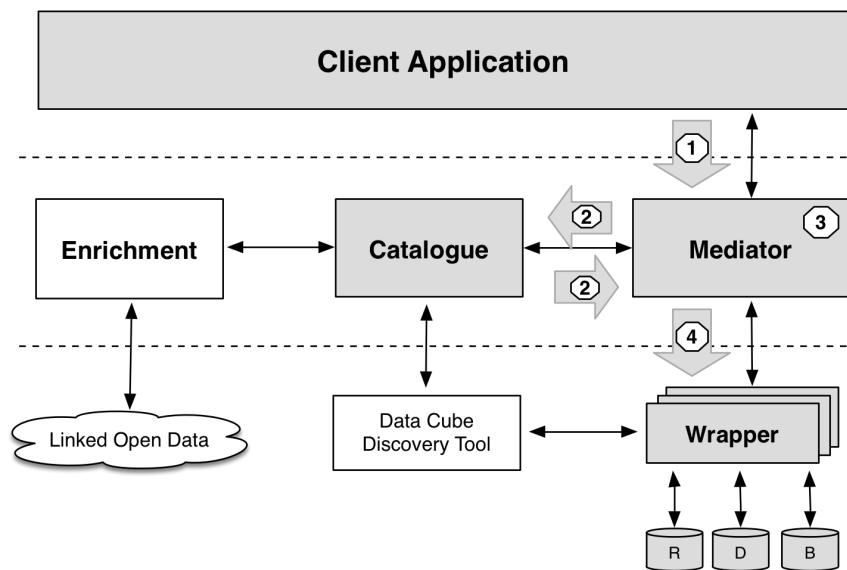 Client Application
1
2
3
Enrichment
Catalogue
Mediator
2
4
Linked Open Data
Data Cube
Discovery Tool
Wrapper
R
D
B